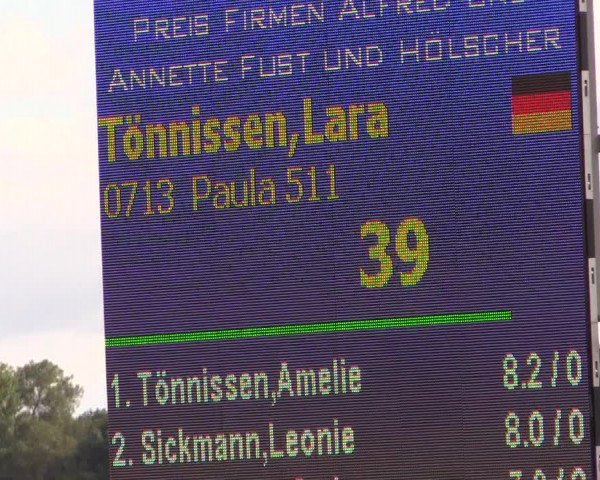 PREIS FIRMEN ALFRED UND
ANNETTE FUST UND HÖLSCHER
Tönnissen,Lara
0713 Paula 511
39
1. Tönnissen,Amelie 8.2 / 0
2. Sickmann,Leonie 8.0 / 0